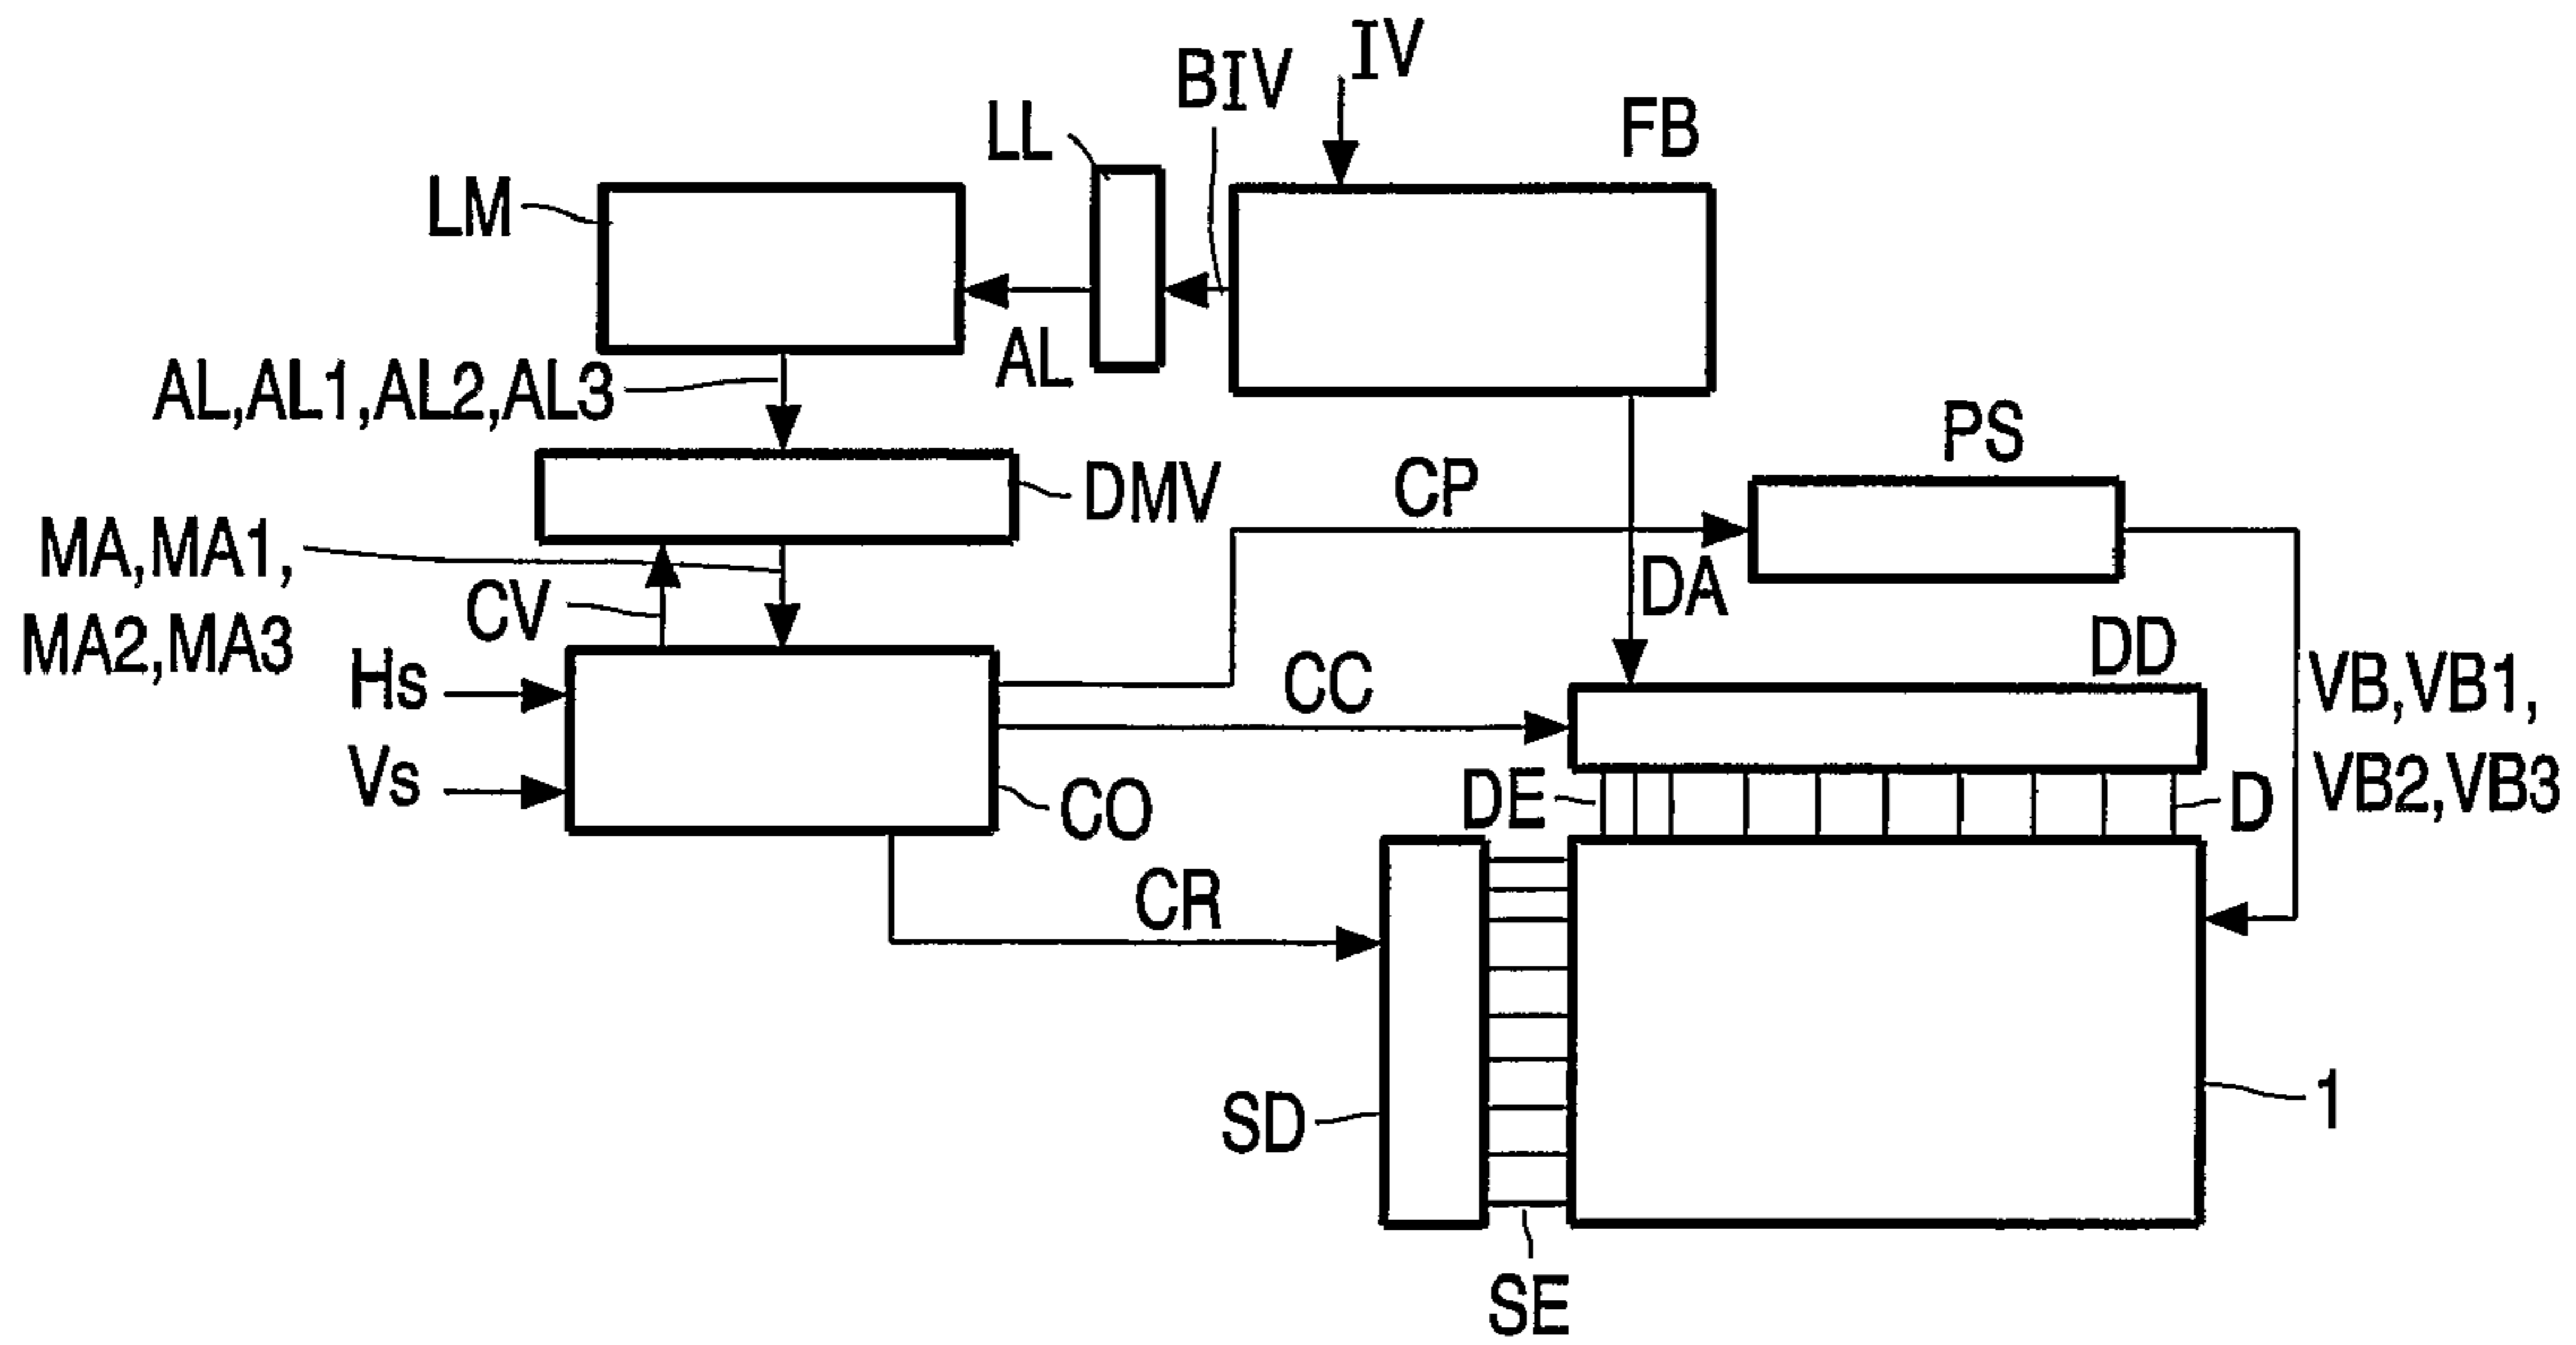 IV
BIV
FB
LL
LM
AL
AL,AL1,AL2,AL3
PS
DMV
CP
MA,MA1,
MA2,MA3
CV
DA
DD
Hs
CC
VB,VB1,
VB2,VB3
Vs
DE
D
CO
CR
SD
1
SE